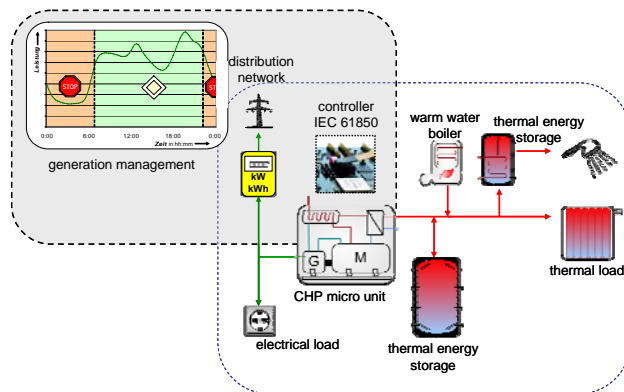 Leistung
STOP
STOP
0:00
6:00
12:00
18:00
0:00
Zeit in hh:mm
generation management
distribution
network
controller
IEC 61850
warm water
boiler
thermal energy
storage
kW
kWh
G
M
CHP micro unit
electrical load
thermal energy
storage
thermal load